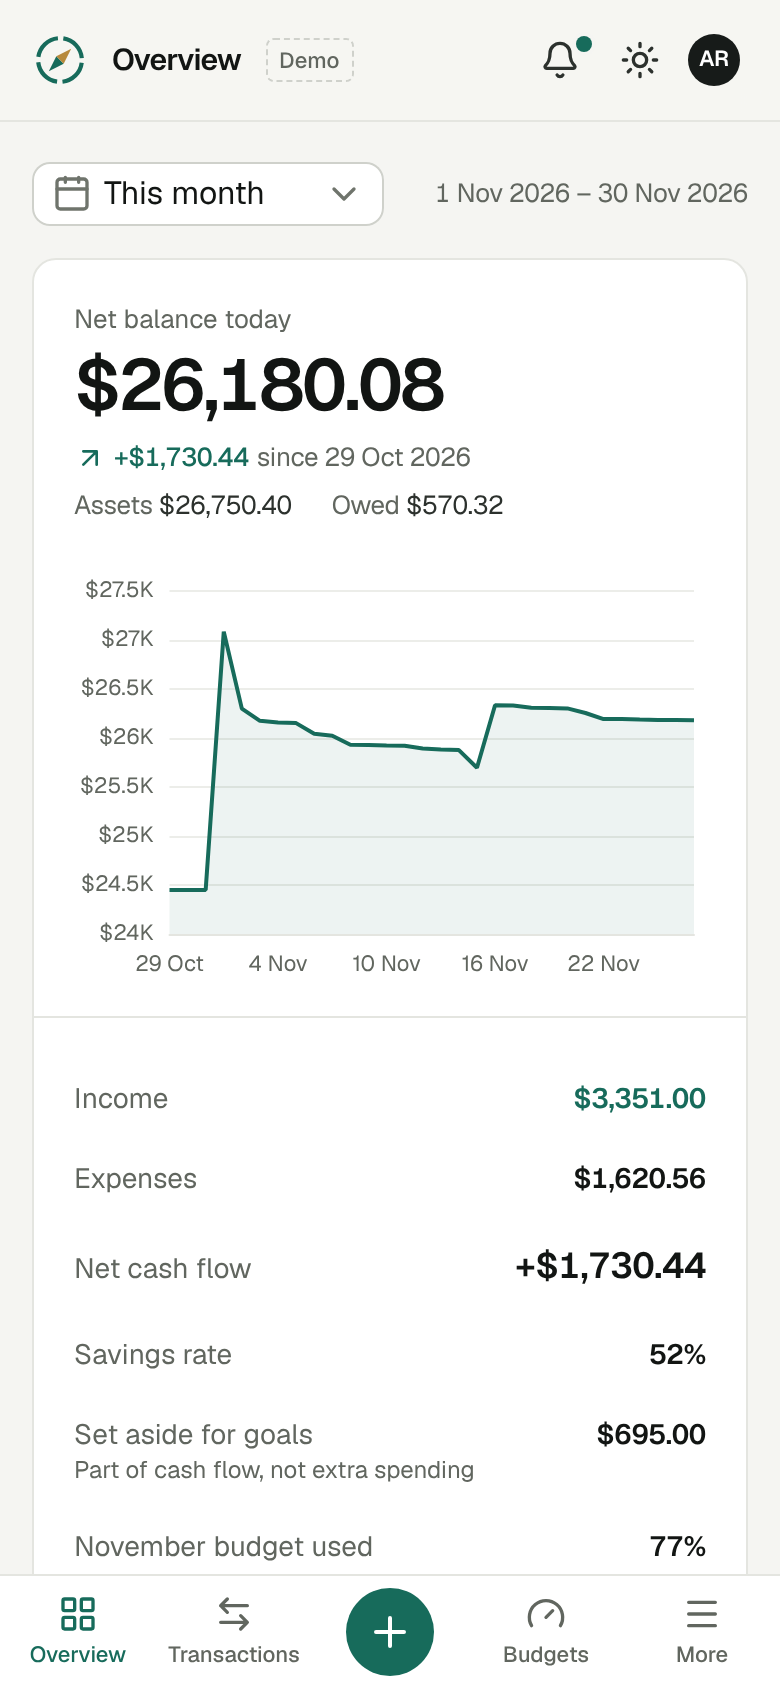 Overview
Demo
AR
This month
1 Nov 2026 – 30 Nov 2026
Net balance today
$26,180.08
+$1,730.44 since 29 Oct 2026
Assets $26,750.40 Owed $570.32
$27.5K
$27K
$26.5K
$26K
$25.5K
$25K
$24.5K
$24K
29 Oct 4 Nov 10 Nov 16 Nov 22 Nov
Income $3,351.00
Expenses $1,620.56
Net cash flow +$1,730.44
Savings rate 52%
Set aside for goals $695.00
Part of cash flow, not extra spending
November budget used 77%
Overview Transactions Budgets More